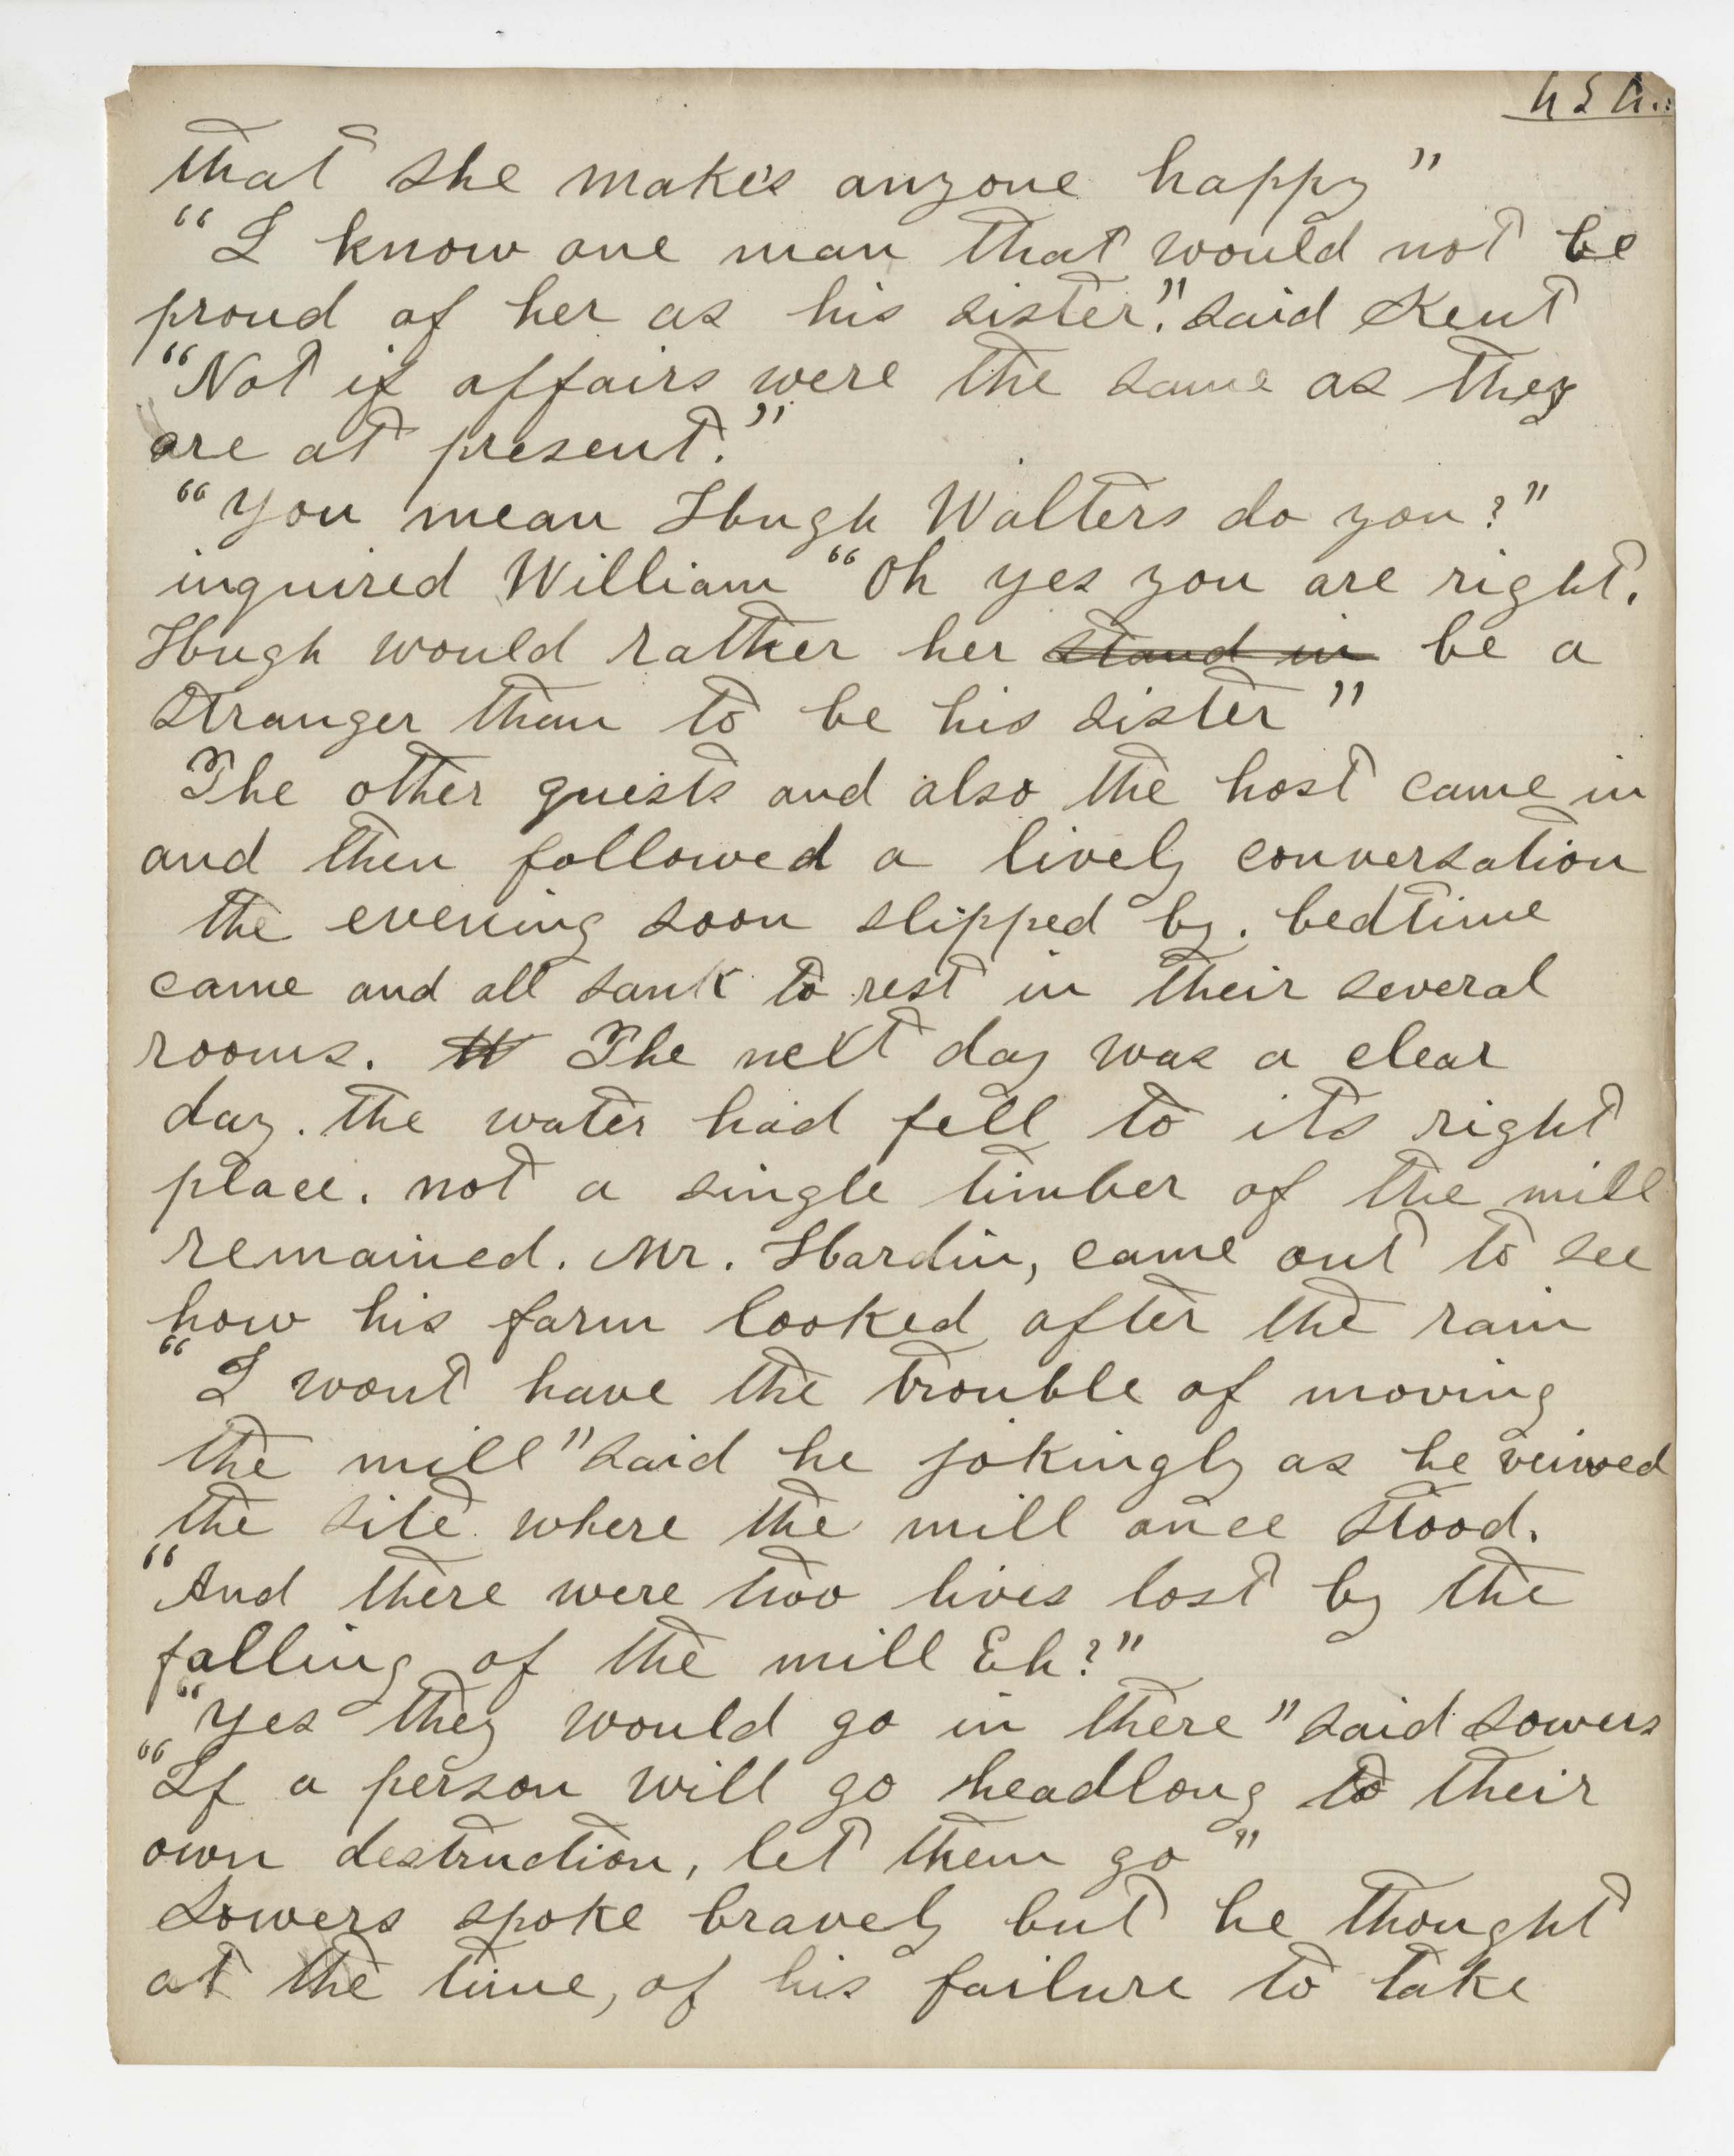 that she makes anyone happy"
"I know one man that would not be
proud of her as his sister." said Kent
"Not if affairs were the same as they
are at present."
"You mean Hugh Walters do you?"
inquired William "Oh yes you are right.
Hugh would rather her stand in be a
stranger than to be his sister"
The other guests and also the host came in
and then followed a lively conversation
the evening soon slipped by. bedtime
came and all sank to rest in their several
rooms. The next day was a clear
day. the water had fell to its right
place. not a single timber of the mill
remained. Mr. Hardin, came out to see
how his farm looked after the rain
"I wont have the trouble of moving
the mill" said he jokingly as he veiwed
the site where the mill once stood.
"And there were two lives lost by the
falling of the mill Eh?"
"Yes they would go in there" said Sowers
"If a person will go headlong to their
own destruction, let them go"
Sowers spoke bravely but he thought
at the time, of his failure to take